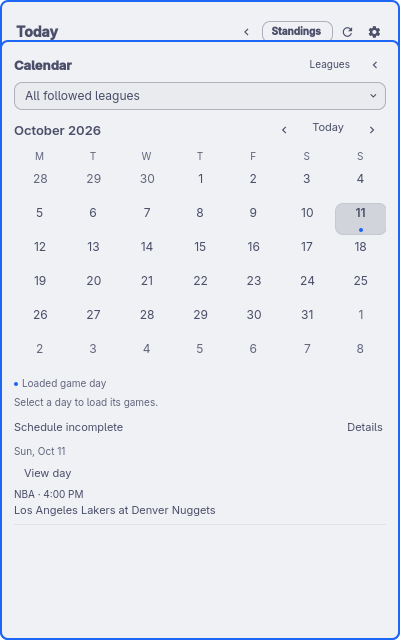 Today
Standings
Calendar
Leagues
All followed leagues
October 2026
Today
M T W T F S S
28 29 30 1 2 3 4
5 6 7 8 9 10 11
12 13 14 15 16 17 18
19 20 21 22 23 24 25
26 27 28 29 30 31 1
2 3 4 5 6 7 8
Loaded game day
Select a day to load its games.
Schedule incomplete
Details
Sun, Oct 11
View day
NBA · 4:00 PM
Los Angeles Lakers at Denver Nuggets